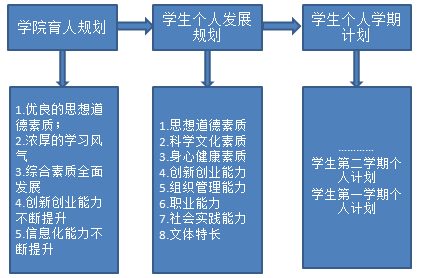 学院育人规划
学生个人发展
规划
学生个人学期
计划
1.优良的思想道
德素质；
2.浓厚的学习风
气
3.综合素质全面
发展
4.创新创业能力
不断提升
5.信息化能力不
断提升
1.思想道德素质
2.科学文化素质
3.身心健康素质
4.创新创业能力
5.组织管理能力
6.职业能力
7.社会实践能力
8.文体特长
…………
学生第二学期个
人计划
学生第一学期个
人计划